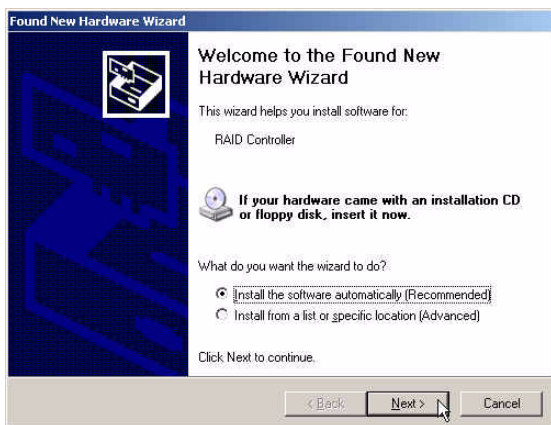 Found New Hardware Wizard
Welcome to the Found New
Hardware Wizard
This wizard helps you install software for:
RAID Controller
If your hardware came with an installation CD
or floppy disk, insert it now.
What do you want the wizard to do?
Install the software automatically (Recommended)
Install from a list or specific location (Advanced)
Click Next to continue.
< Back Next > Cancel